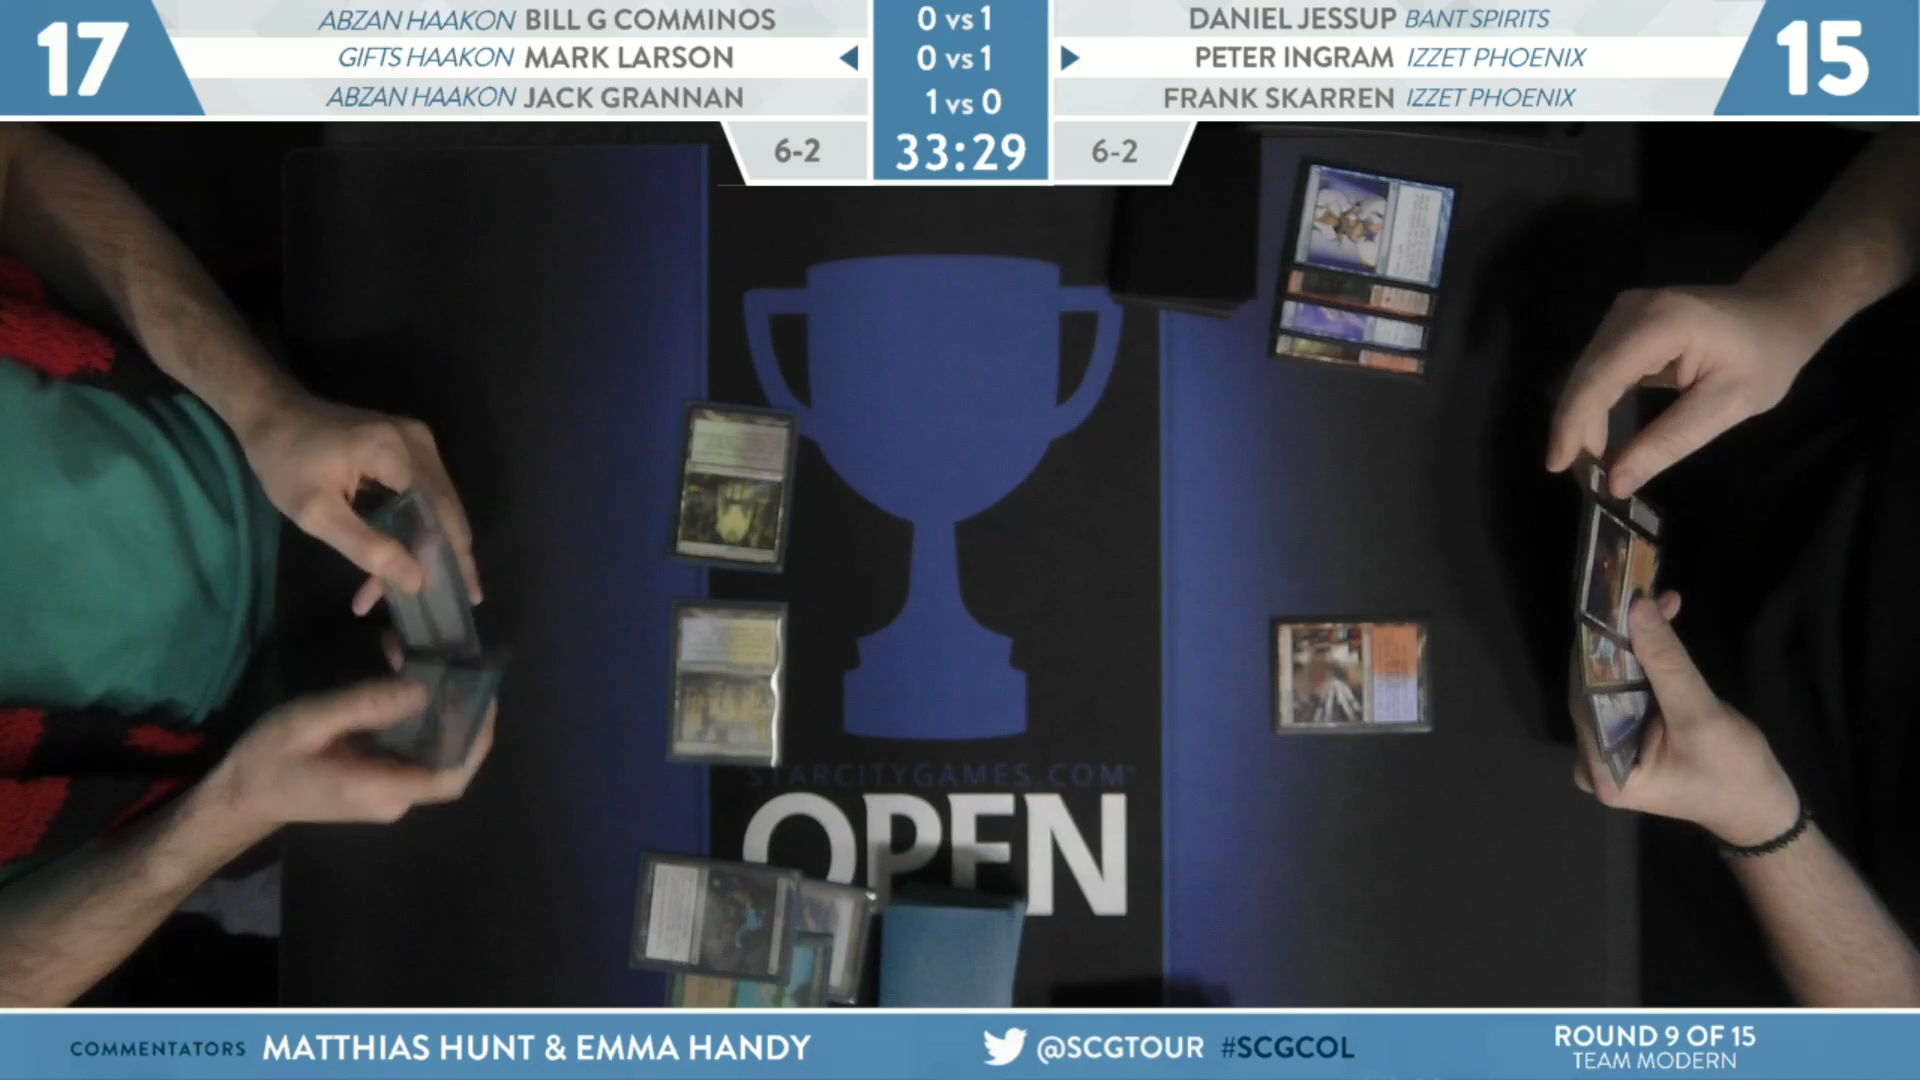 17
ABZAN HAAKON BILL G COMMINOS
0 vs 1
DANIEL JESSUP BANT SPIRITS
15
GIFTS HAAKON MARK LARSON
0 vs 1
PETER INGRAM IZZET PHOENIX
ABZAN HAAKON JACK GRANNAN
1 vs 0
FRANK SKARREN IZZET PHOENIX
6-2
33:29
6-2
STARCITYGAMES.COM
OPEN
COMMENTATORS MATTHIAS HUNT & EMMA HANDY
@SCGTOUR #SCGCOL
ROUND 9 OF 15
TEAM MODERN